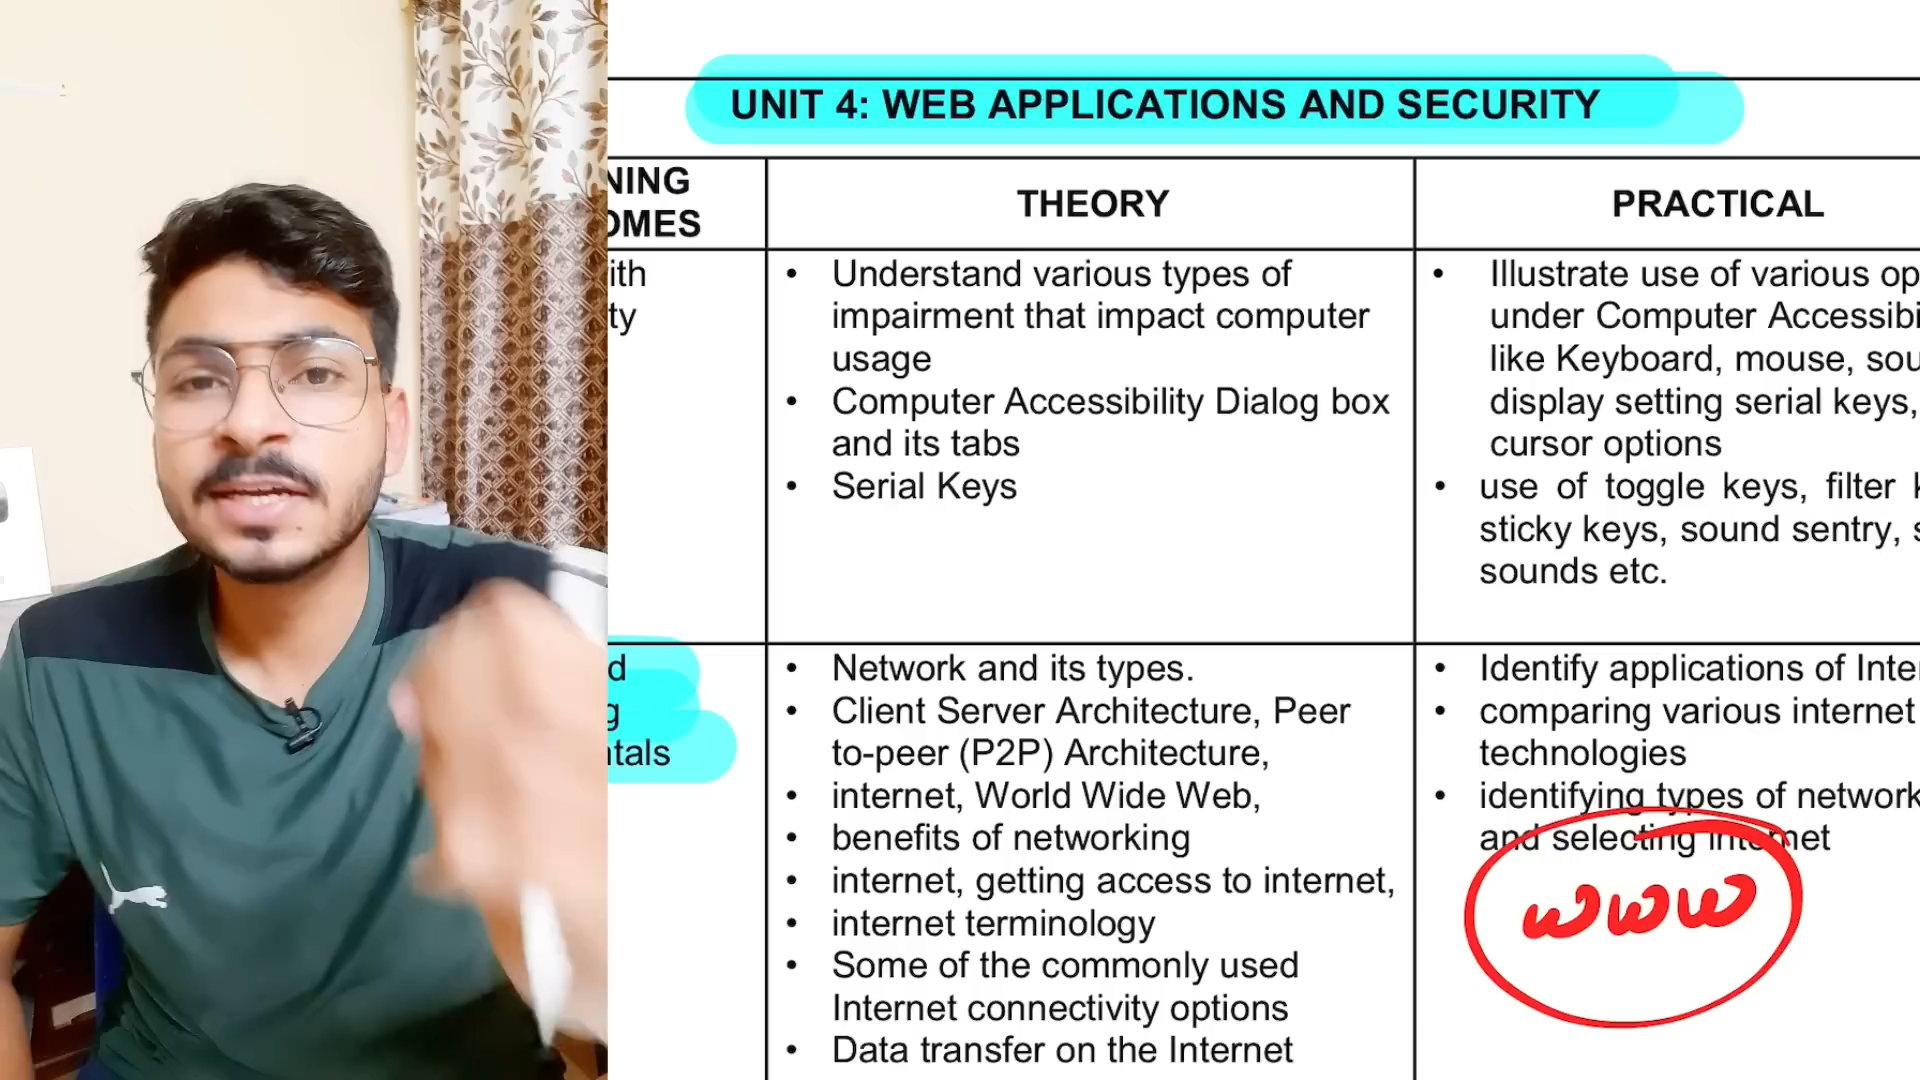 UNIT 4: WEB APPLICATIONS AND SECURITY
NING
OMES
THEORY
PRACTICAL
ith
ty
• Understand various types of
impairment that impact computer
usage
• Computer Accessibility Dialog box
and its tabs
• Serial Keys
• Illustrate use of various op
under Computer Accessibi
like Keyboard, mouse, sou
display setting serial keys,
cursor options
• use of toggle keys, filter k
sticky keys, sound sentry, s
sounds etc.
d
g
ntals
• Network and its types.
• Client Server Architecture, Peer
to-peer (P2P) Architecture,
• internet, World Wide Web,
• benefits of networking
• internet, getting access to internet,
• internet terminology
• Some of the commonly used
Internet connectivity options
• Data transfer on the Internet
• Identify applications of Inte
• comparing various internet
technologies
• identifying types of network
and selecting internet
www